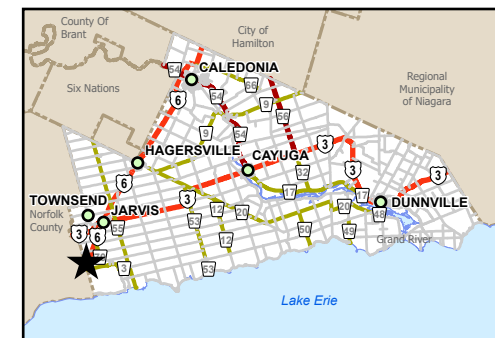 County Of
Brant
City of
Hamilton
CALEDONIA
54
66
Six Nations
6
54
9
56
Regional
Municipality
of Niagara
9
54
3
HAGERSVILLE
CAYUGA
3
3
6
32
17
17
TOWNSEND
3
DUNNVILLE
Norfolk
County
JARVIS
20
20
48
3
6
55
53
12
50
49
Grand River
3
53
Lake Erie